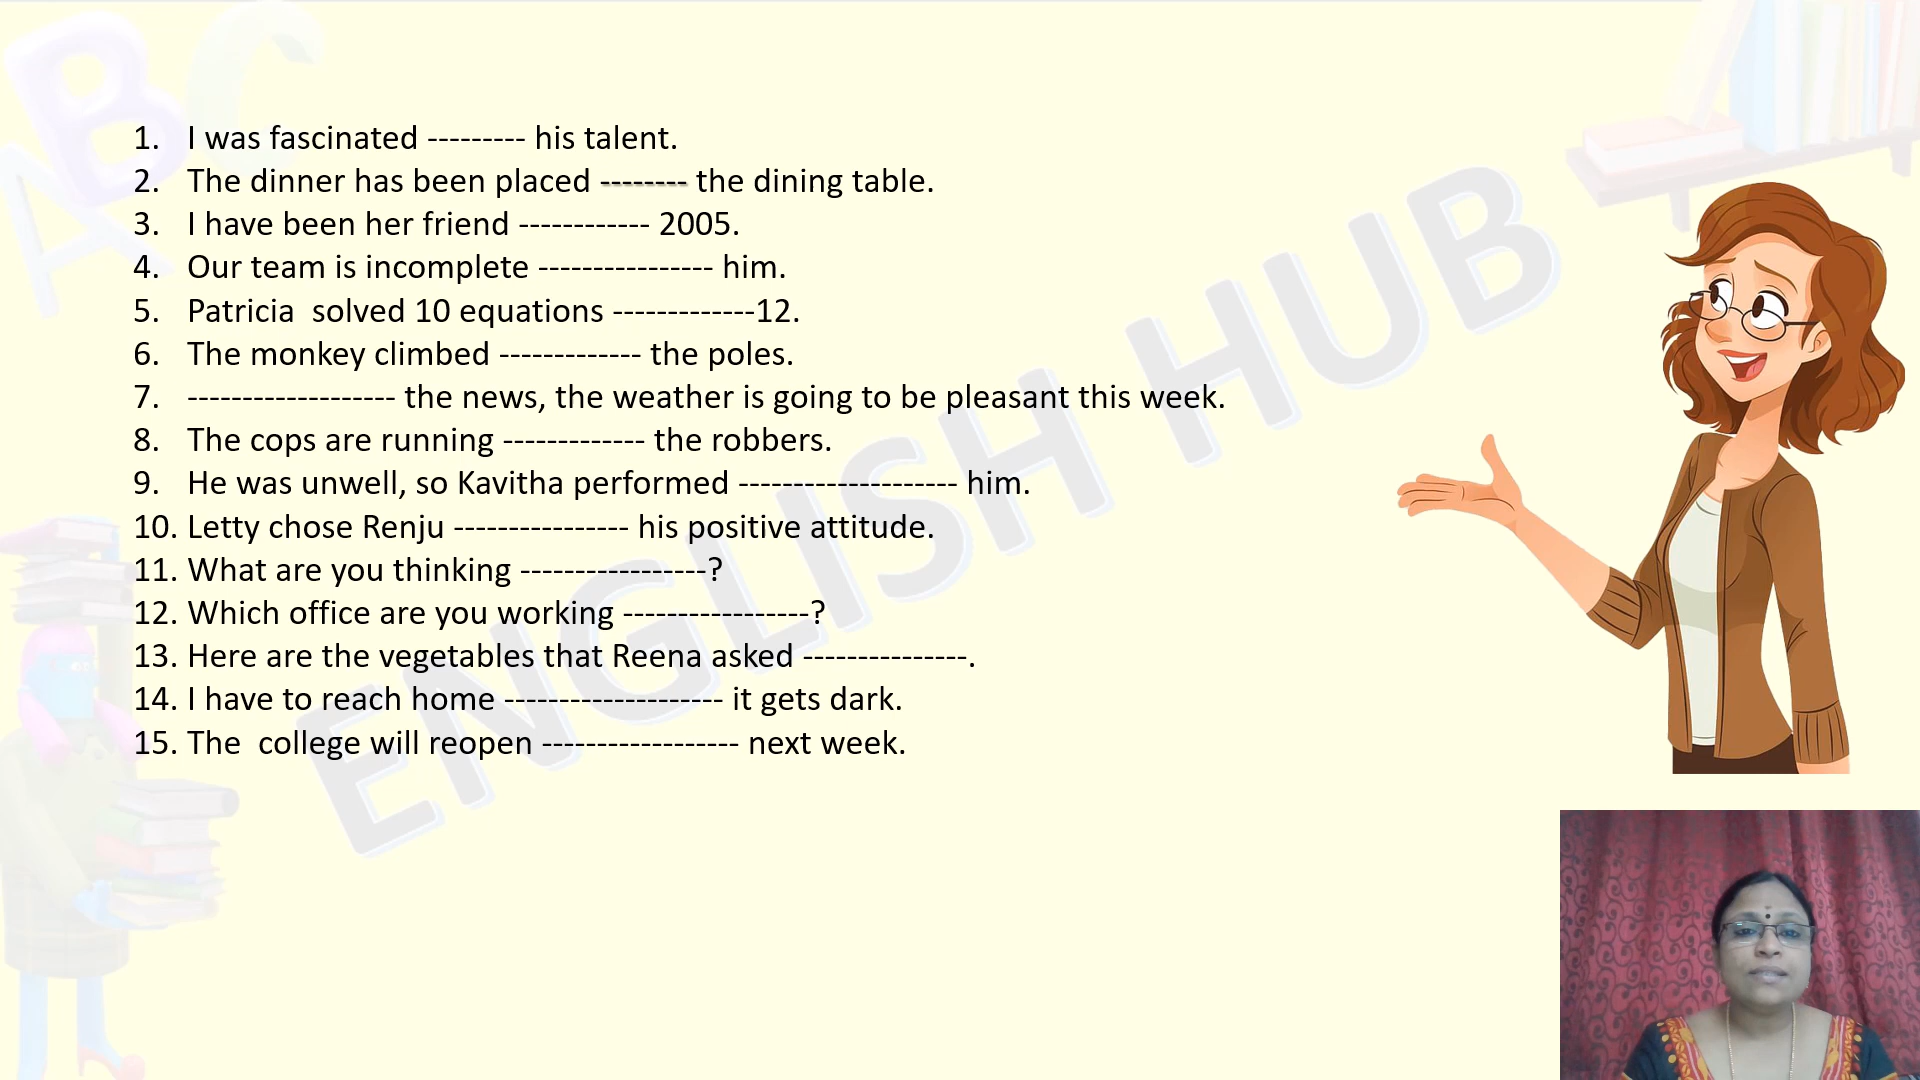 1. I was fascinated --------- his talent.
2. The dinner has been placed -------- the dining table.
3. I have been her friend ------------ 2005.
4. Our team is incomplete ---------------- him.
5. Patricia  solved 10 equations -------------12.
6. The monkey climbed ------------- the poles.
7. ------------------- the news, the weather is going to be pleasant this week.
8. The cops are running ------------- the robbers.
9. He was unwell, so Kavitha performed -------------------- him.
10. Letty chose Renju ---------------- his positive attitude.
11. What are you thinking -----------------?
12. Which office are you working -----------------?
13. Here are the vegetables that Reena asked ---------------.
14. I have to reach home -------------------- it gets dark.
15. The  college will reopen ------------------ next week.
ENGLISH HUB
ABC